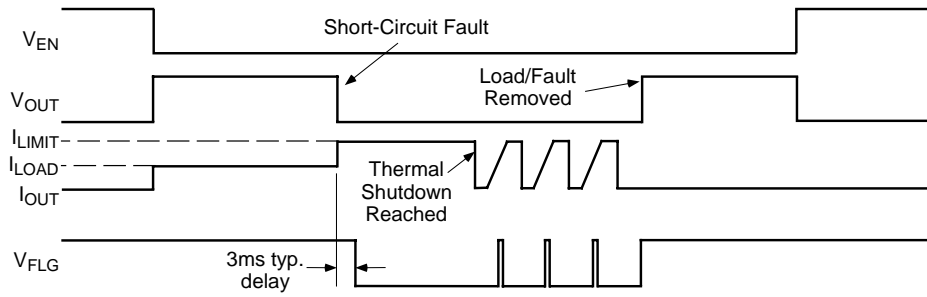 Short-Circuit Fault
VEN
Load/Fault
Removed
VOUT
ILIMIT
ILOAD
IOUT
Thermal
Shutdown
Reached
VFLG
3ms typ.
delay